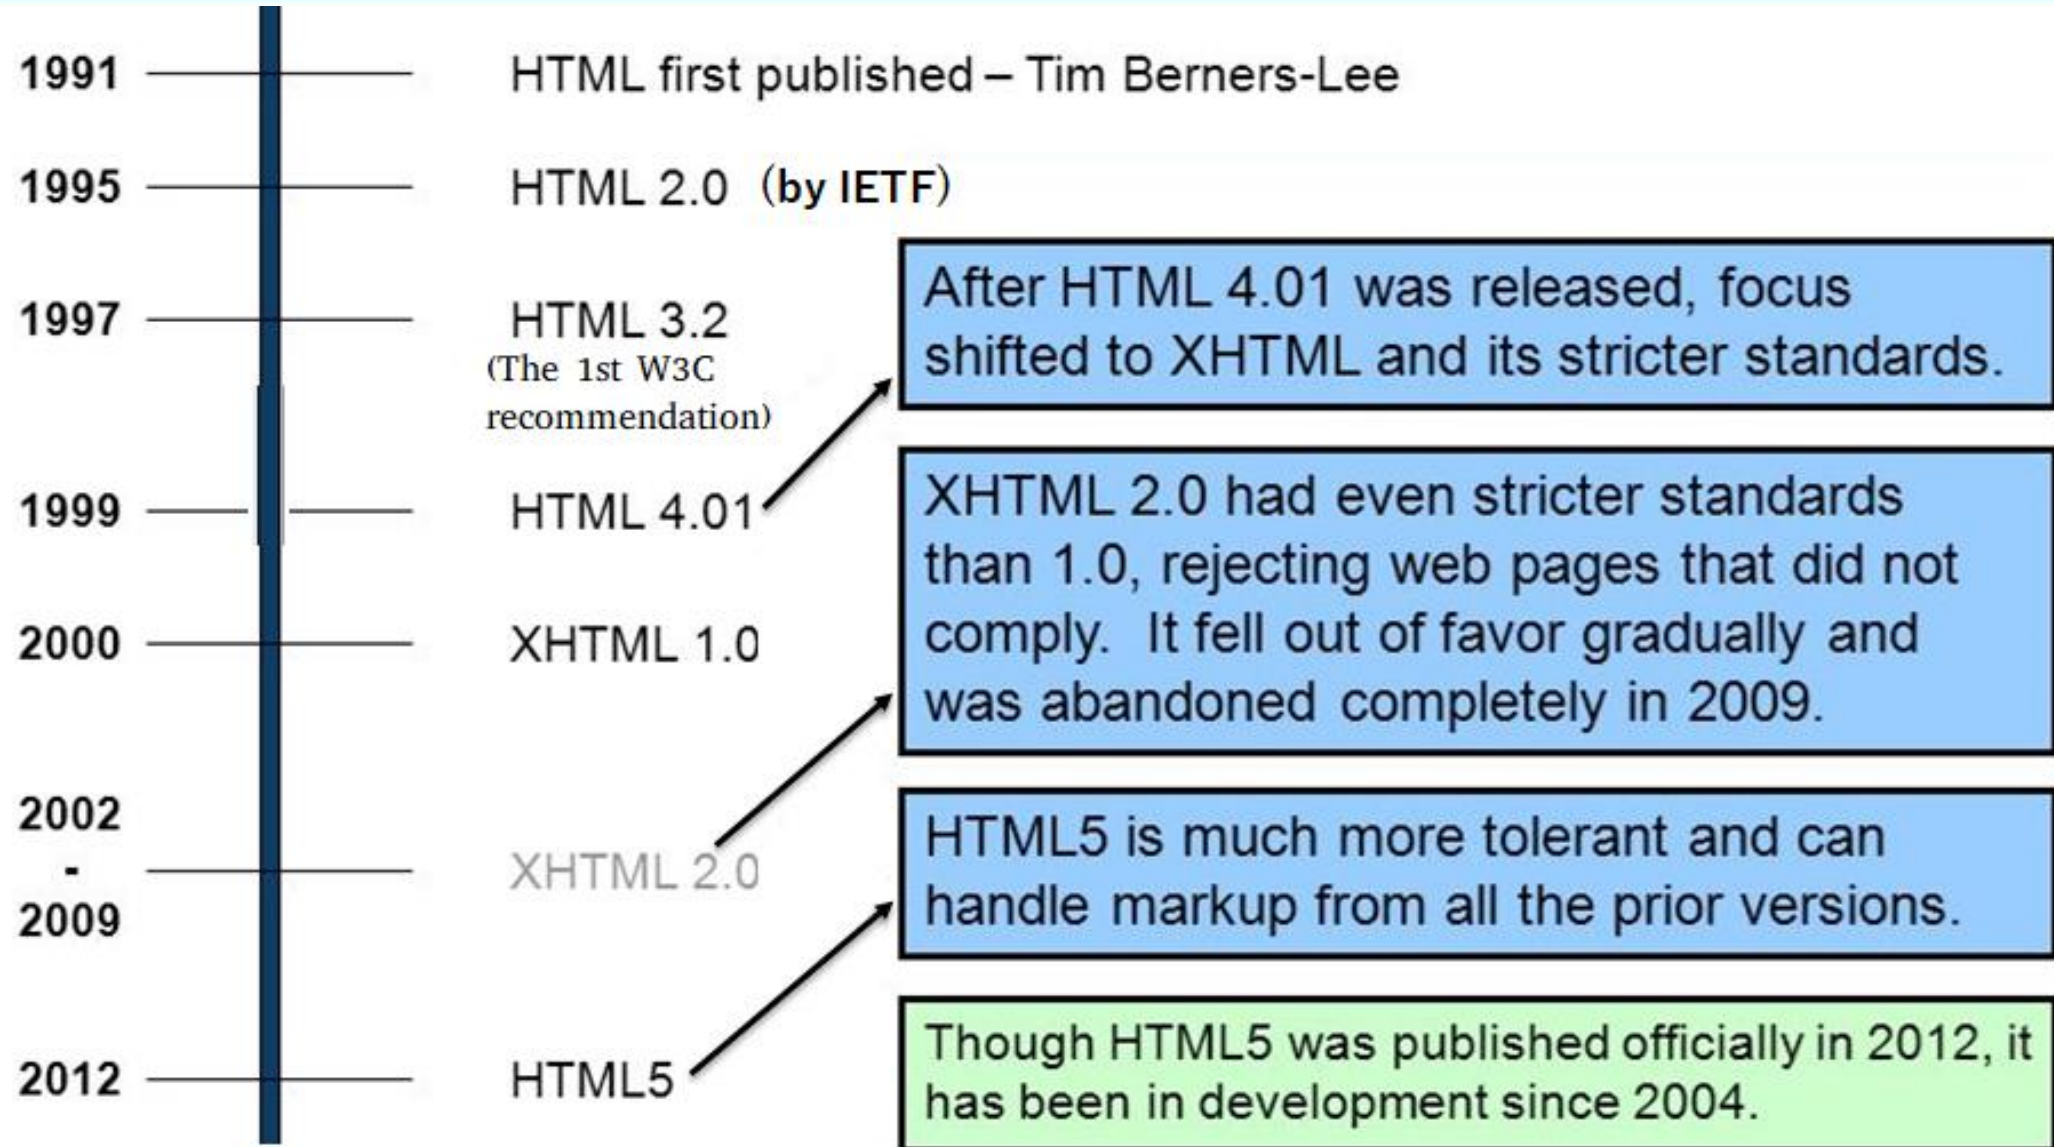 1991 HTML first published – Tim Berners-Lee
1995 HTML 2.0 (by IETF)
1997 HTML 3.2
(The 1st W3C
recommendation)
After HTML 4.01 was released, focus
shifted to XHTML and its stricter standards.
1999 HTML 4.01
2000 XHTML 1.0
XHTML 2.0 had even stricter standards
than 1.0, rejecting web pages that did not
comply. It fell out of favor gradually and
was abandoned completely in 2009.
2002
-
2009
XHTML 2.0
HTML5 is much more tolerant and can
handle markup from all the prior versions.
2012 HTML5
Though HTML5 was published officially in 2012, it
has been in development since 2004.